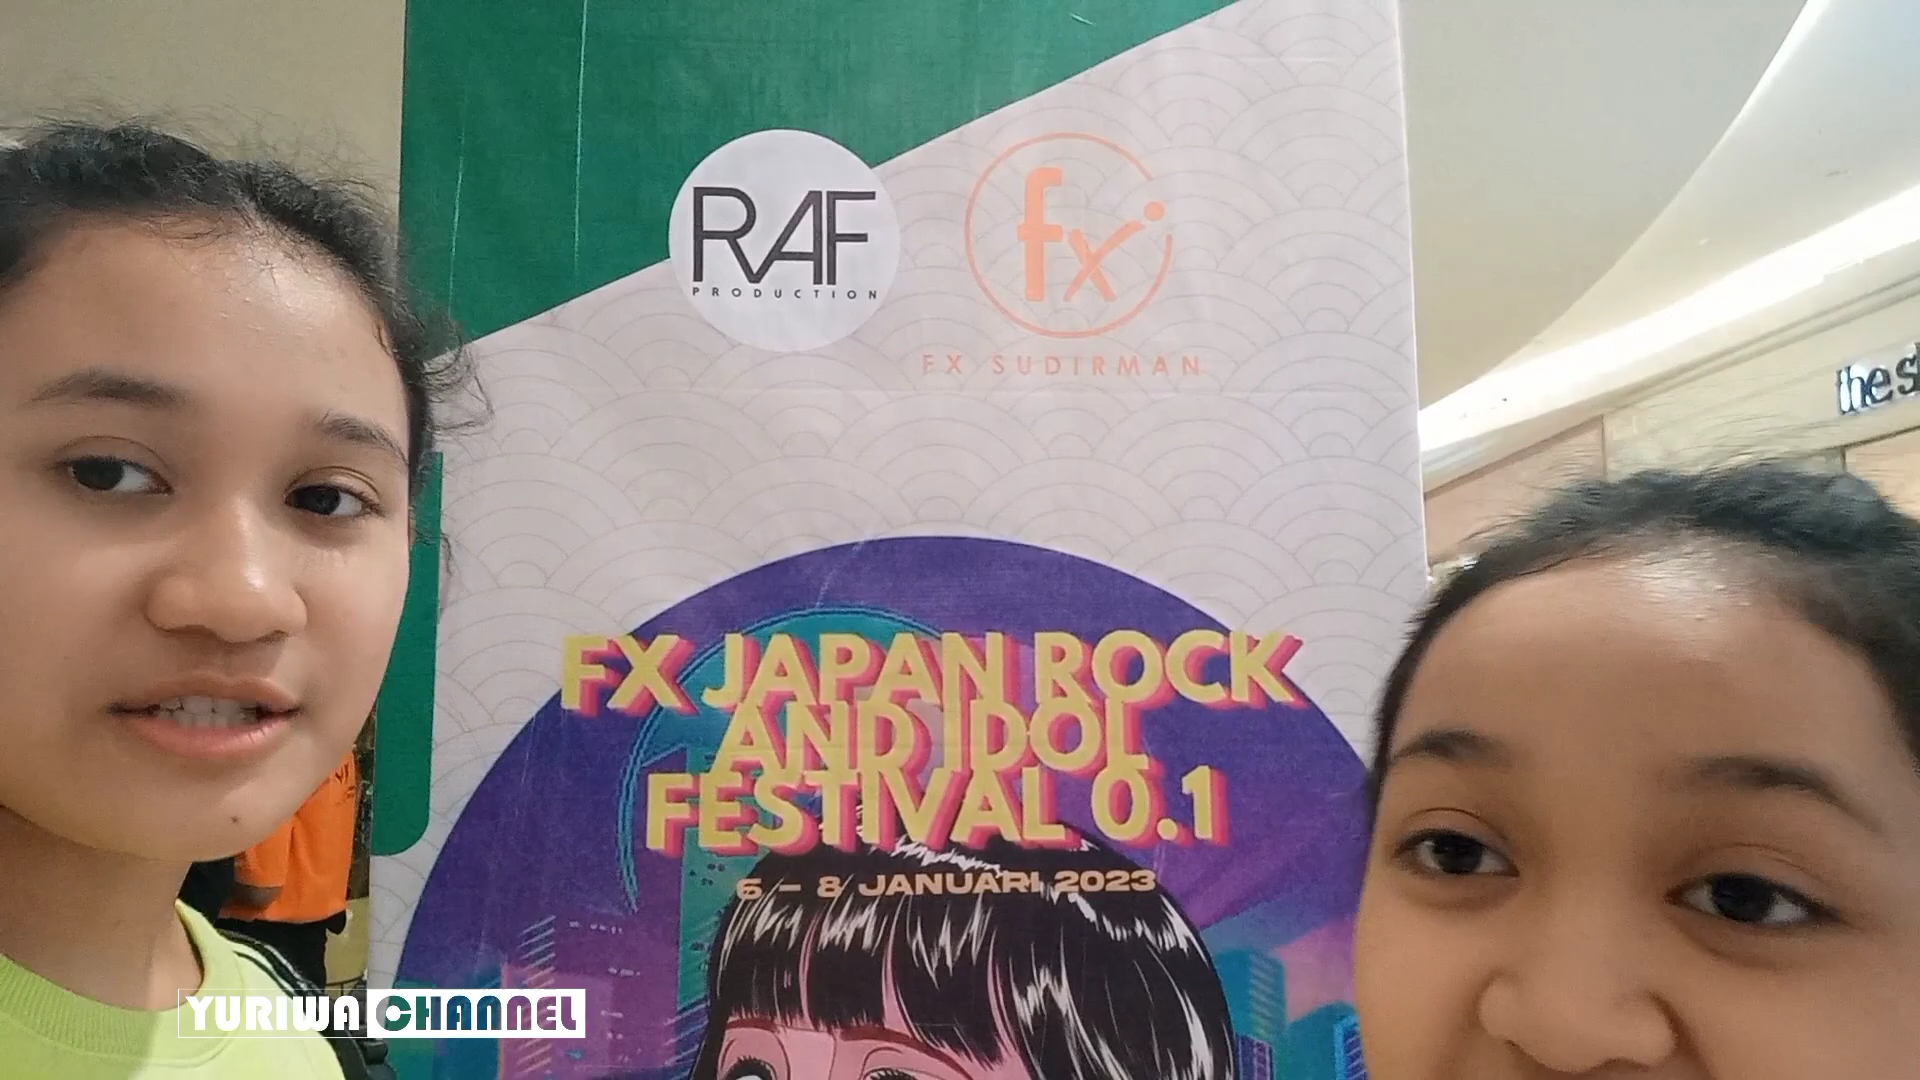 RAF
PRODUCTION
fx
FX SUDIRMAN
FX JAPAN ROCK
AND IDOL
FESTIVAL 0.1
6 - 8 JANUARI 2023
YURIWA CHANNEL
the